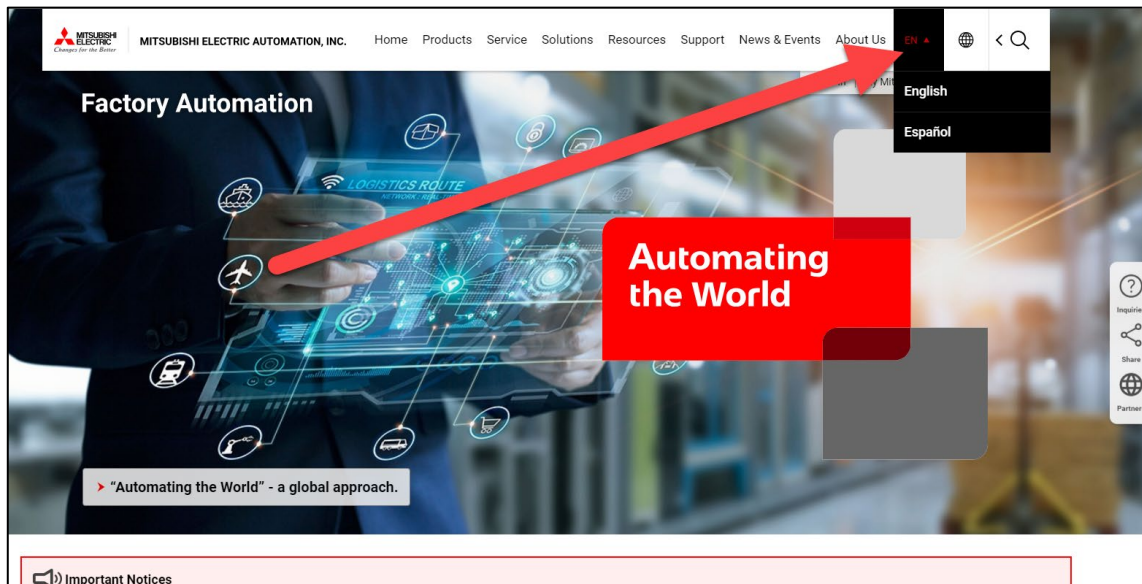 MITSUBISHI
ELECTRIC
Changes for the Better
MITSUBISHI ELECTRIC AUTOMATION, INC.
Home Products Service Solutions Resources Support News & Events About Us EN
English
Español
Factory Automation
LOGISTICS ROUTE
Automating
the World
Share
"Automating the World" - a global approach.
Important Notices